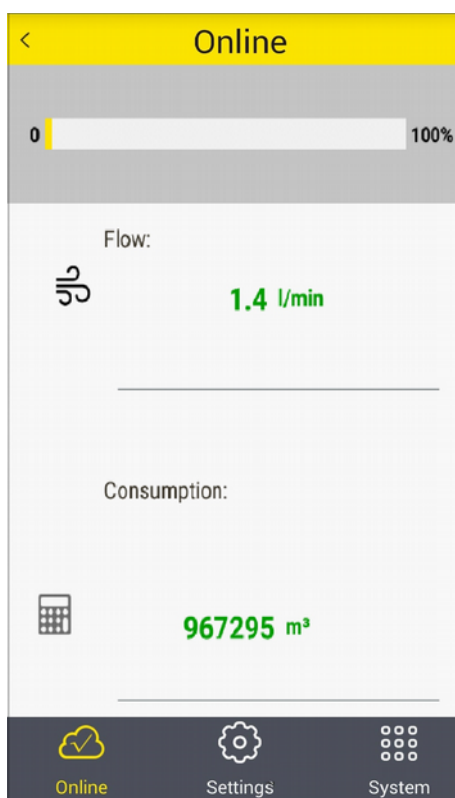 Online
0 100%
Flow:
1.4 l/min
Consumption:
967295 m³
Online Settings System